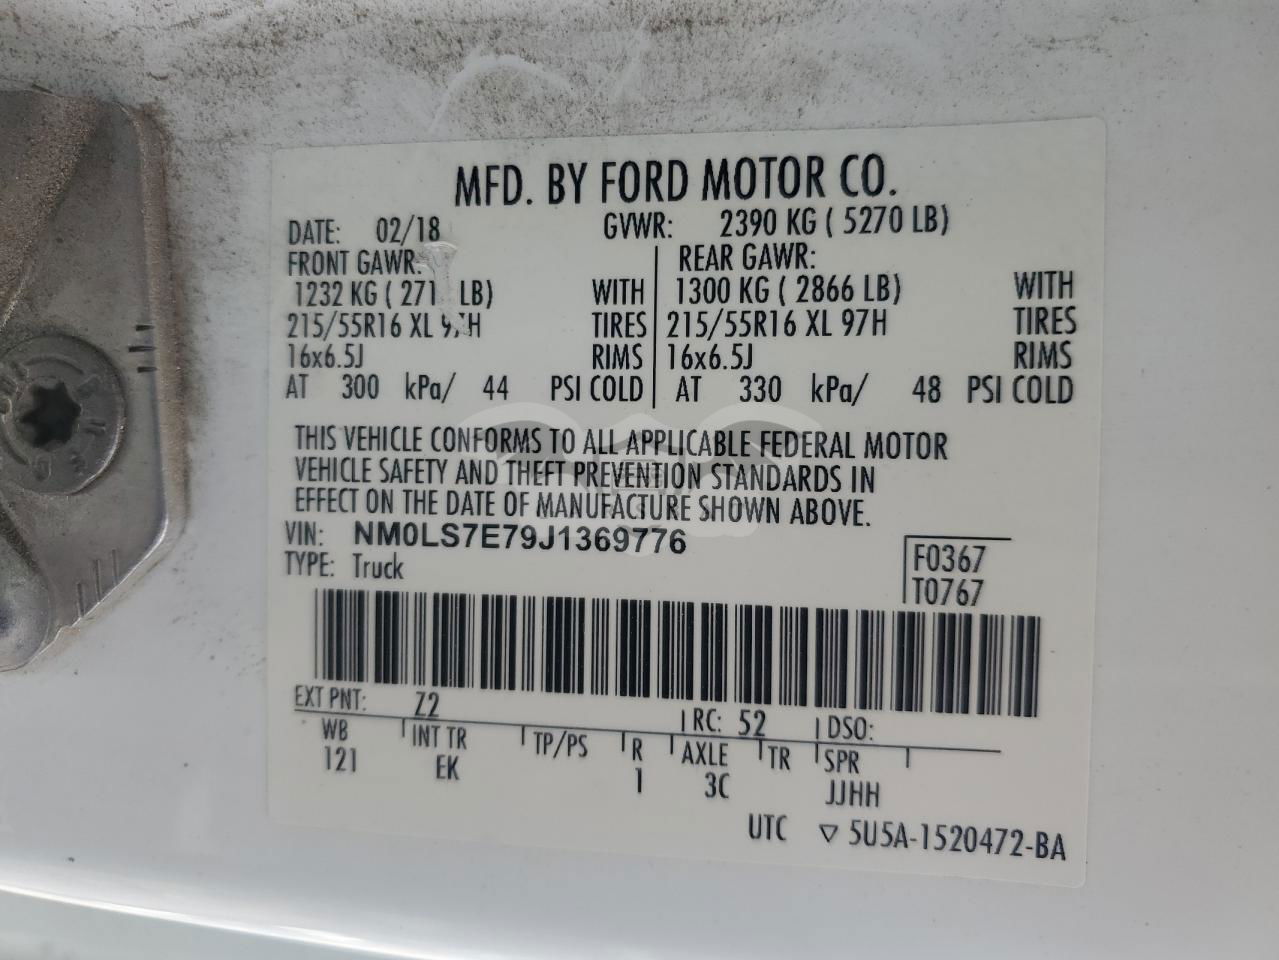 MFD. BY FORD MOTOR CO.
DATE: 02/18 GVWR: 2390 KG ( 5270 LB)
FRONT GAWR: REAR GAWR:
1232 KG ( 271 LB) WITH 1300 KG ( 2866 LB) WITH
215/55R16 XL 97H TIRES 215/55R16 XL 97H TIRES
16x6.5J RIMS 16x6.5J RIMS
AT 300 kPa/ 44 PSI COLD AT 330 kPa/ 48 PSI COLD
THIS VEHICLE CONFORMS TO ALL APPLICABLE FEDERAL MOTOR
VEHICLE SAFETY AND THEFT PREVENTION STANDARDS IN
EFFECT ON THE DATE OF MANUFACTURE SHOWN ABOVE.
VIN: NM0LS7E79J1369776
TYPE: Truck
F0367
T0767
EXT PNT: Z2 RC: 52 DSO:
WB INT TR TP/PS R AXLE TR SPR
121 EK 1 3C JJHH
UTC ▽ 5U5A-1520472-BA